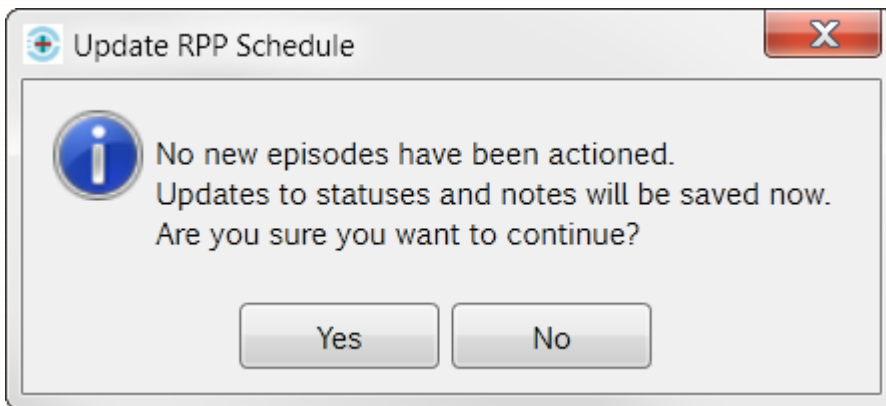 Update RPP Schedule
No new episodes have been actioned.
Updates to statuses and notes will be saved now.
Are you sure you want to continue?
Yes
No